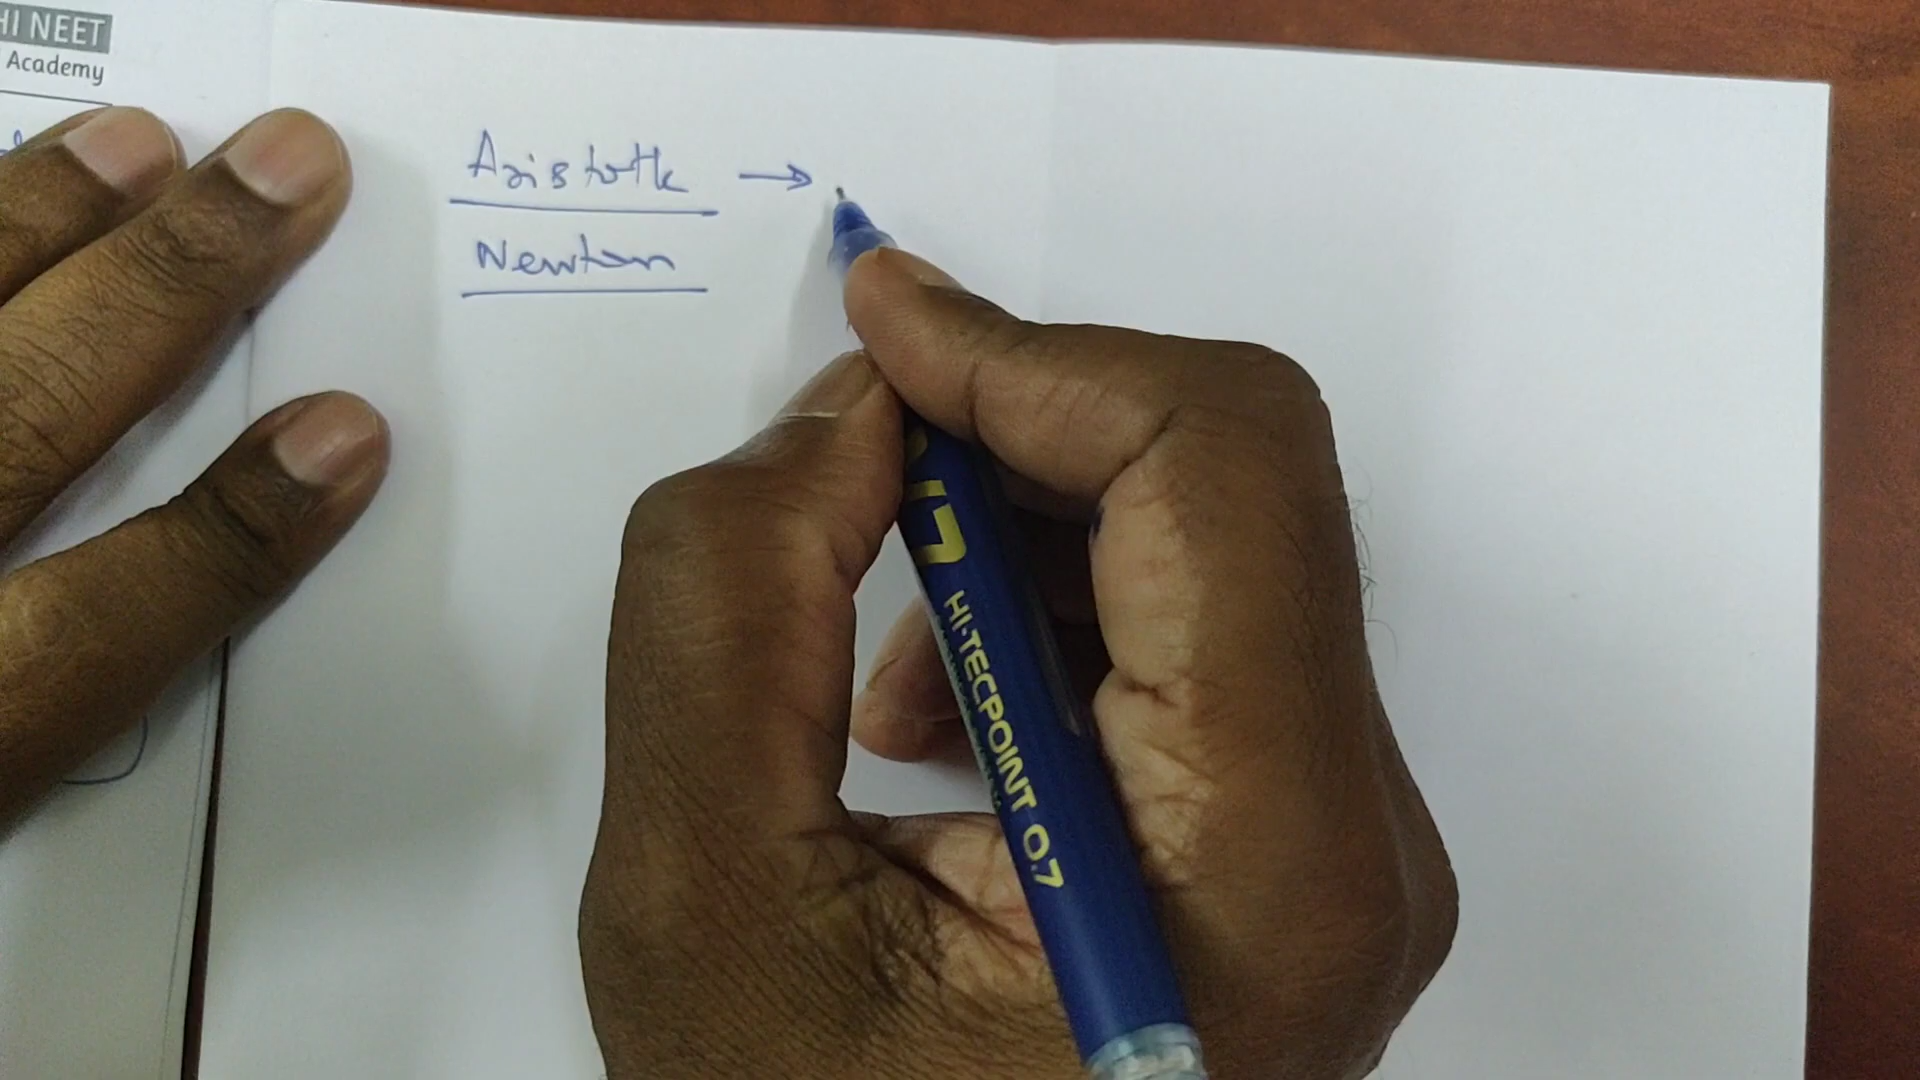 HI NEET
Academy
Aristotle →
Newton
HI-TECPOINT 0.7